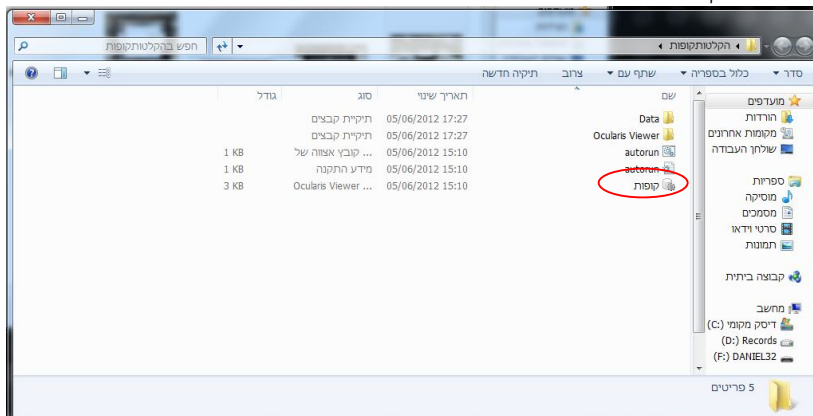 הקלטותקופות
חפש בהקלטותקופות
סדר
כלול בספריה
שתף עם
צרוב
תיקיה חדשה
שם
תאריך שינוי
סוג
גודל
Data 05/06/2012 17:27 תיקיית קבצים
Ocularis Viewer 05/06/2012 17:27 תיקיית קבצים
autorun 05/06/2012 15:10 קובץ אצווה של ... 1 KB
autorun 05/06/2012 15:10 מידע התקנה 1 KB
קופות 05/06/2012 15:10 Ocularis Viewer ... 3 KB
מועדפים
הורדות
מקומות אחרונים
שולחן העבודה
ספריות
מוסיקה
מסמכים
סרטי וידאו
תמונות
קבוצה ביתית
מחשב
דיסק מקומי (C:)
(D:) Records
(F:) DANIEL32
5 פריטים